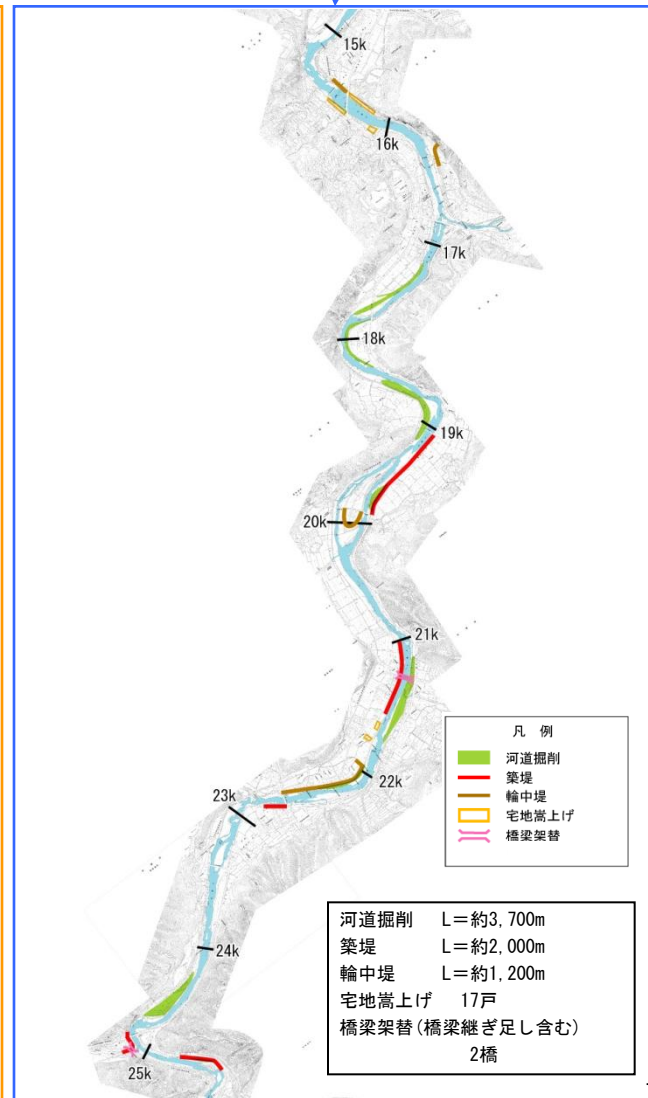 15k
16k
17k
18k
19k
20k
21k
22k
23k
24k
25k
凡 例
河道掘削
築堤
輪中堤
宅地嵩上げ
橋梁架替
河道掘削 L=約3,700m
築堤 L=約2,000m
輪中堤 L=約1,200m
宅地嵩上げ 17戸
橋梁架替(橋梁継ぎ足し含む)
2橋